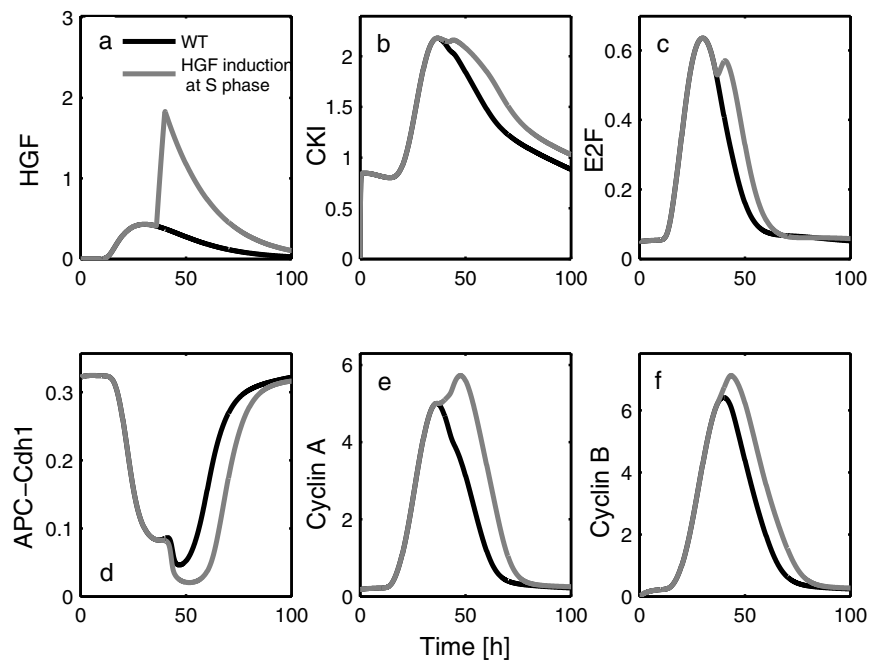 3
2
1
0
HGF
a
WT
HGF induction
at S phase
0
50
100
2
1.5
1
0.5
0
CKI
b
0
50
100
0.6
0.4
0.2
0
E2F
c
0
50
100
0.3
0.2
0.1
0
APC-Cdh1
d
0
50
100
6
4
2
0
Cyclin A
e
0
50
100
6
4
2
0
Cyclin B
f
0
50
100
Time [h]